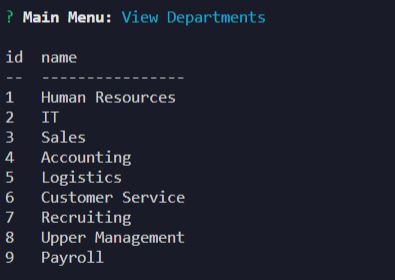 ? Main Menu: View Departments
id  name
--  ----------------
1   Human Resources
2   IT
3   Sales
4   Accounting
5   Logistics
6   Customer Service
7   Recruiting
8   Upper Management
9   Payroll